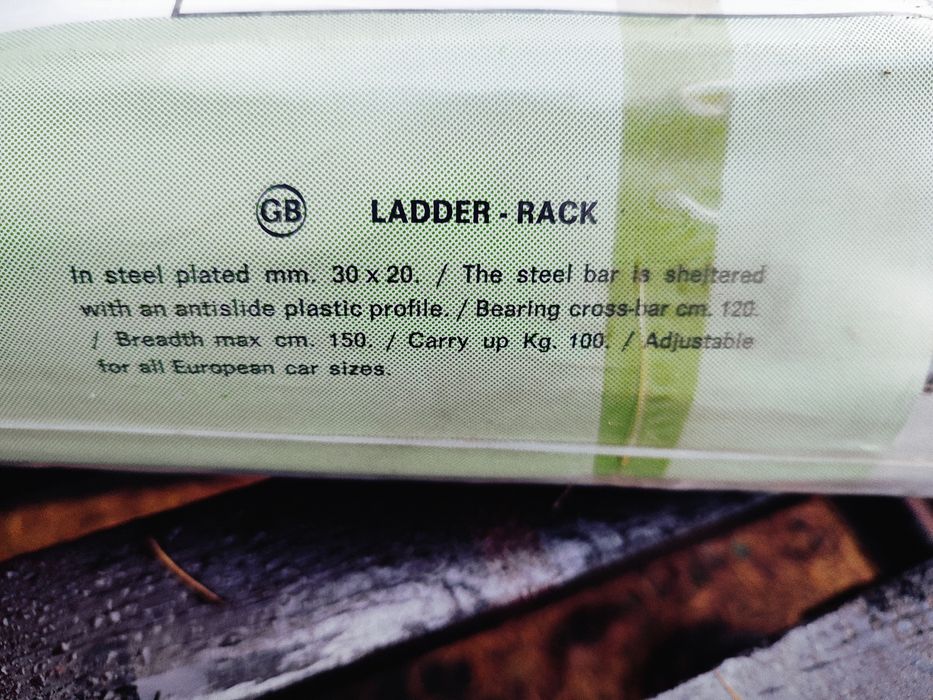 GB LADDER - RACK
In steel plated mm. 30 x 20. / The steel bar is sheltered
with an antislide plastic profile. / Bearing cross-bar cm. 120.
/ Breadth max cm. 150. / Carry up Kg. 100. / Adjustable
for all European car sizes.